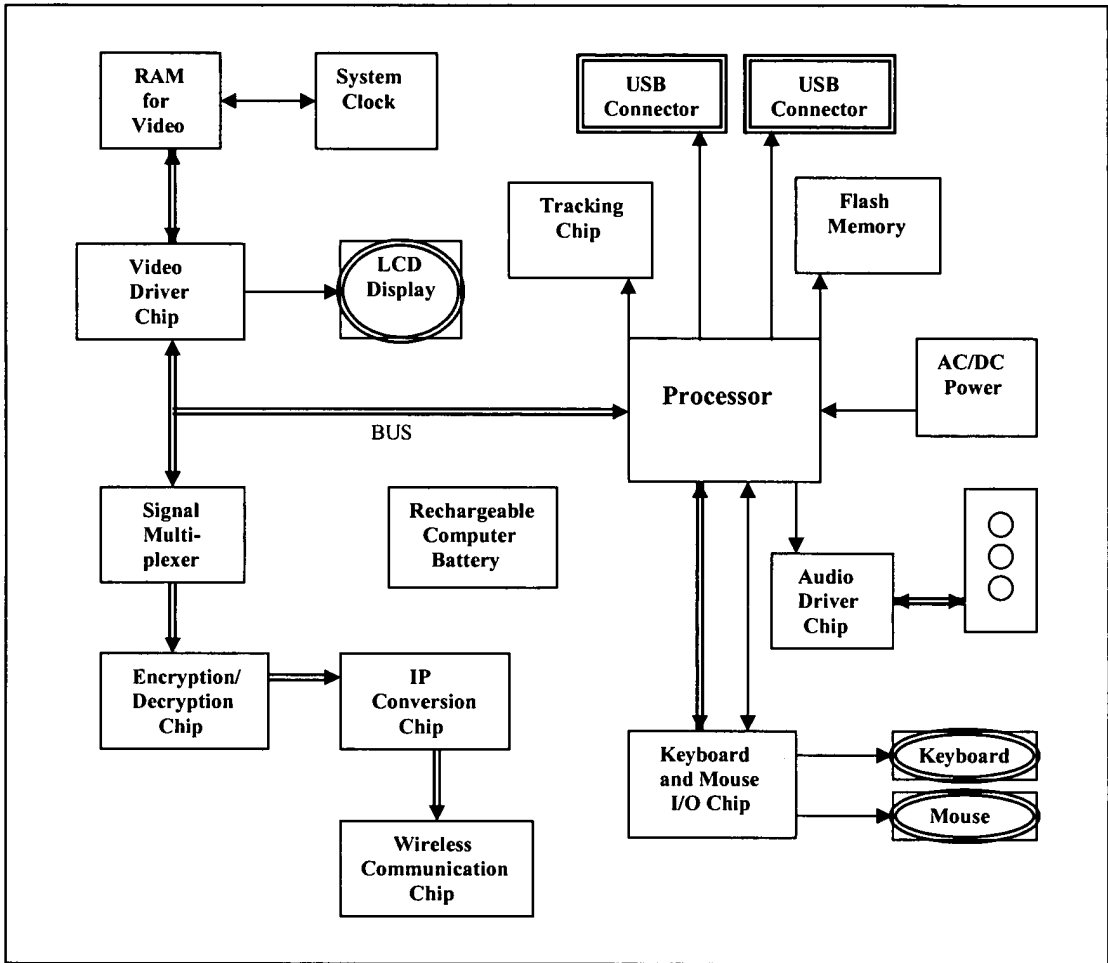 RAM
for
Video
System
Clock
USB
Connector
USB
Connector
Tracking
Chip
Flash
Memory
Video
Driver
Chip
LCD
Display
Processor
AC/DC
Power
BUS
Signal
Multi-
plexer
Rechargeable
Computer
Battery
Audio
Driver
Chip
Encryption/
Decryption
Chip
IP
Conversion
Chip
Keyboard
and Mouse
I/O Chip
Keyboard
Mouse
Wireless
Communication
Chip